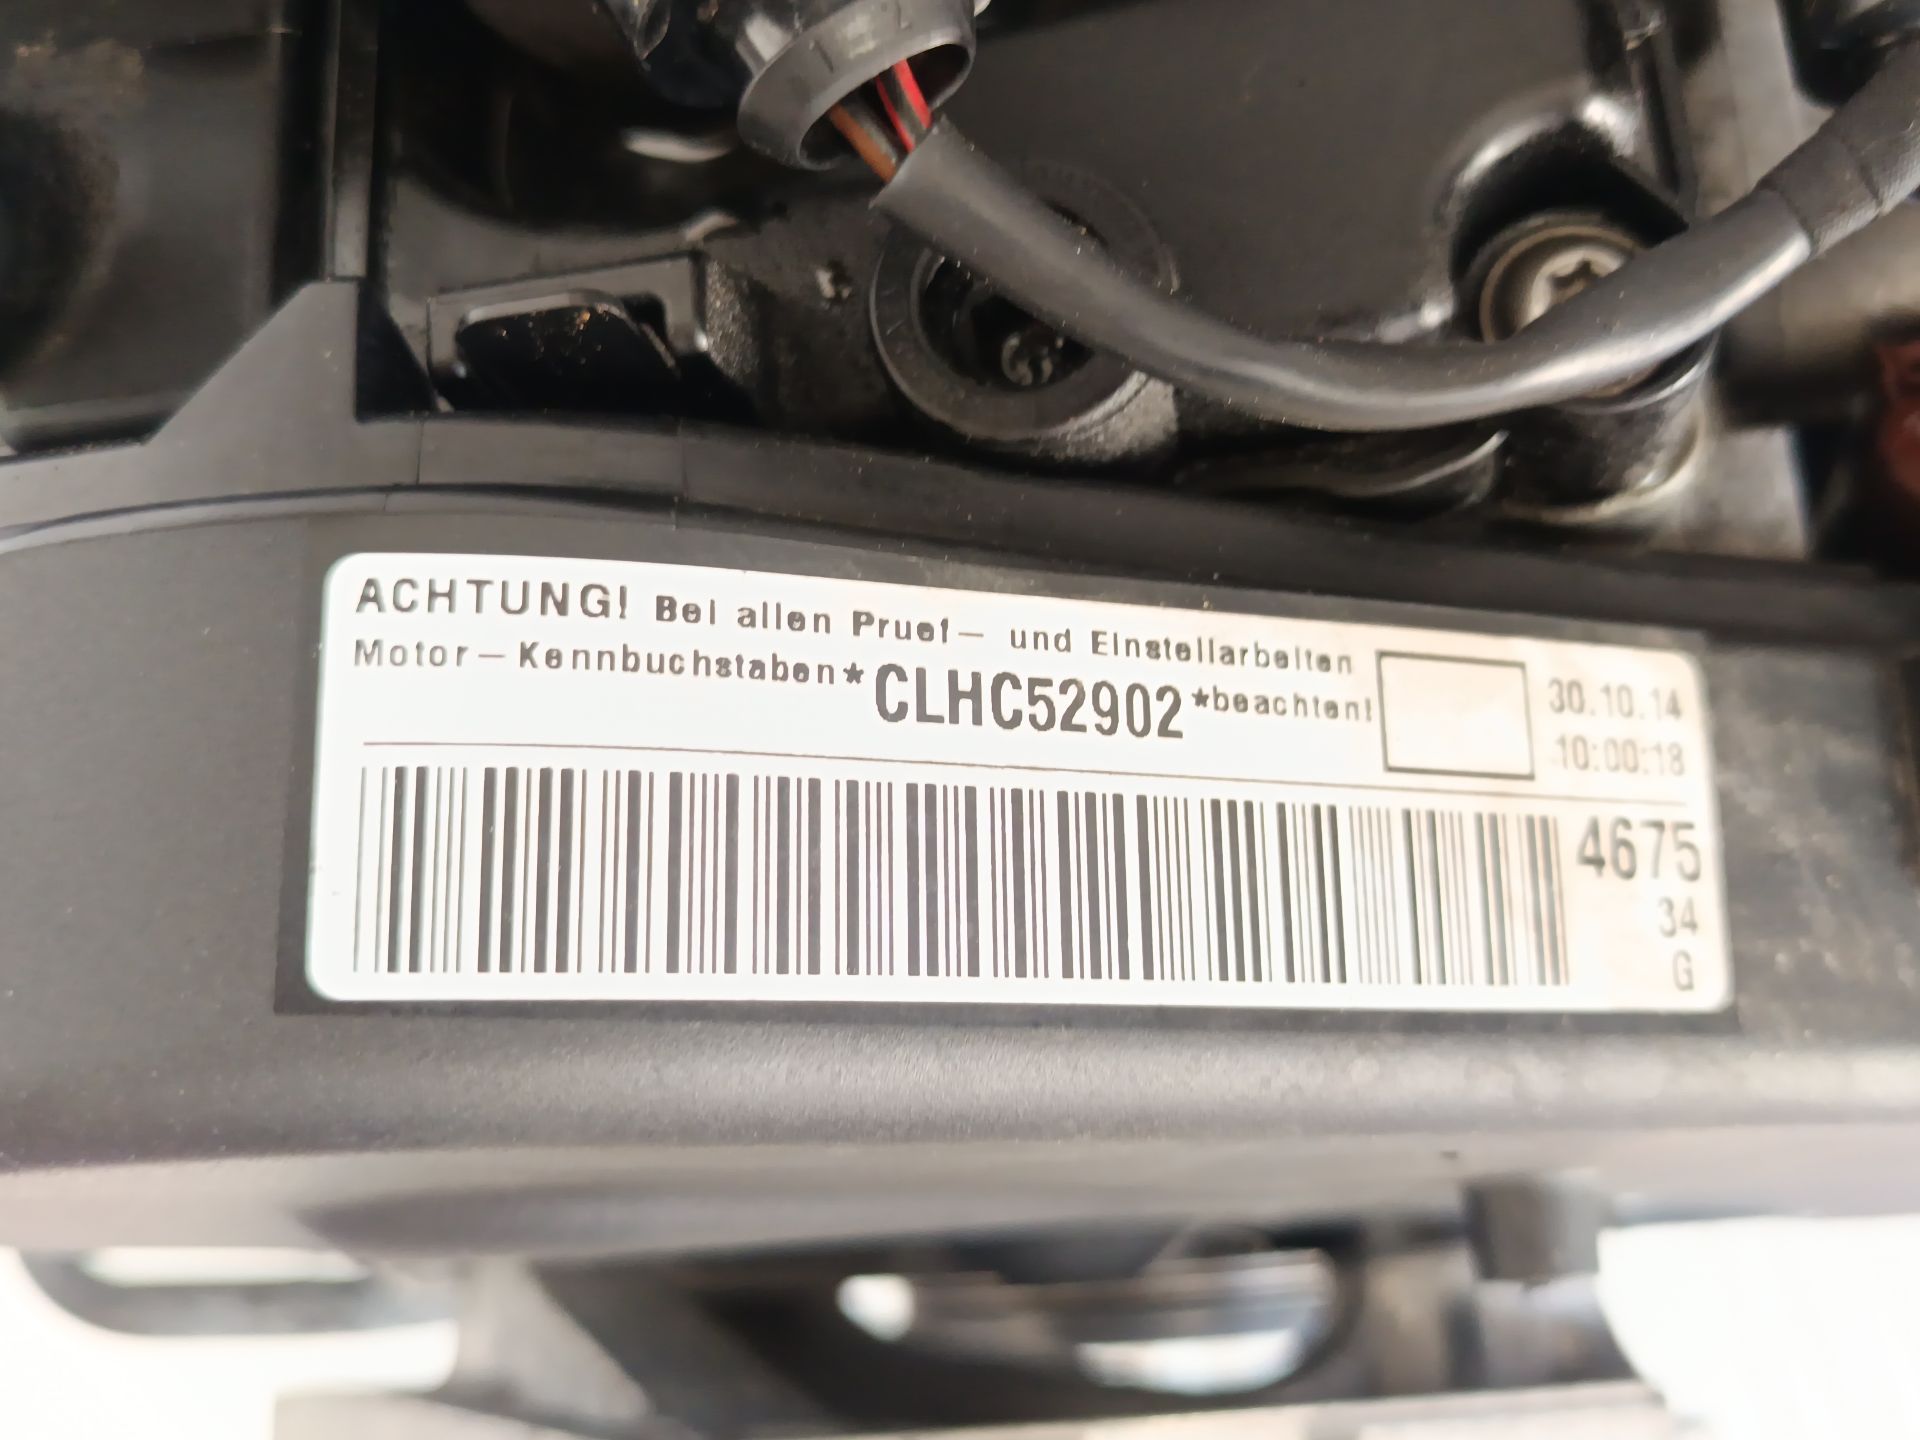 ACHTUNG! Bei allen Pruef— und Einstellarbeiten
Motor—Kennbuchstaben*CLHC52902*beachten!
30.10.14
10:00:18
4675
34
G